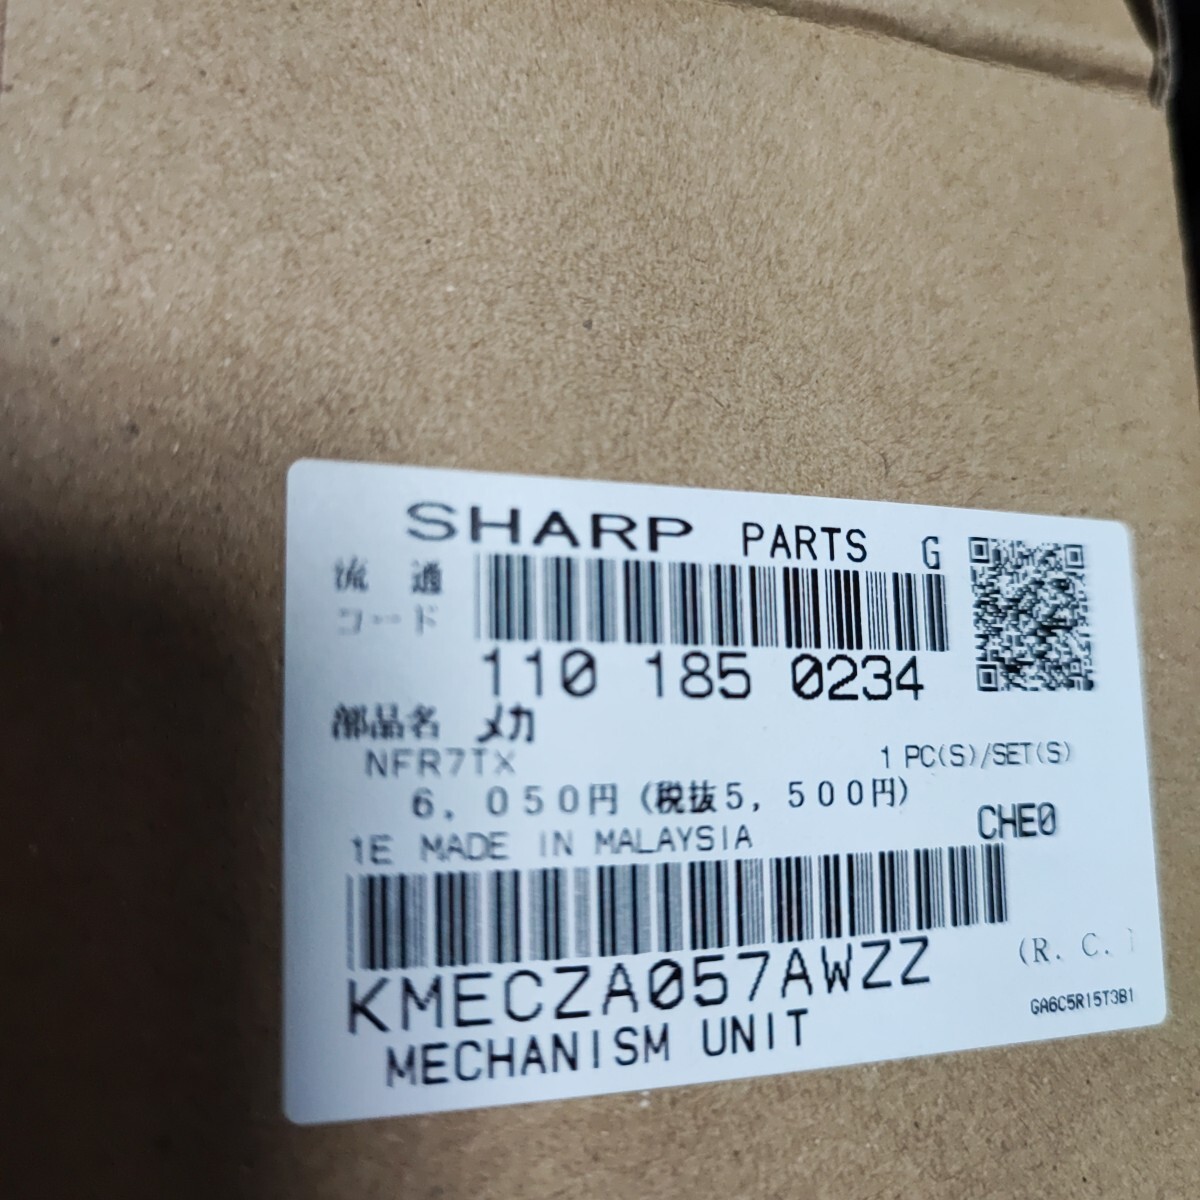 SHARP PARTS G
流通
コード
110 185 0234
部品名 メカ
NFR7TX 1 PC(S)/SET(S)
6,050円(税抜5,500円)
1E MADE IN MALAYSIA CHE0
KMECZA057AWZZ (R.C.)
MECHANISM UNIT GA6C5R15T3B1